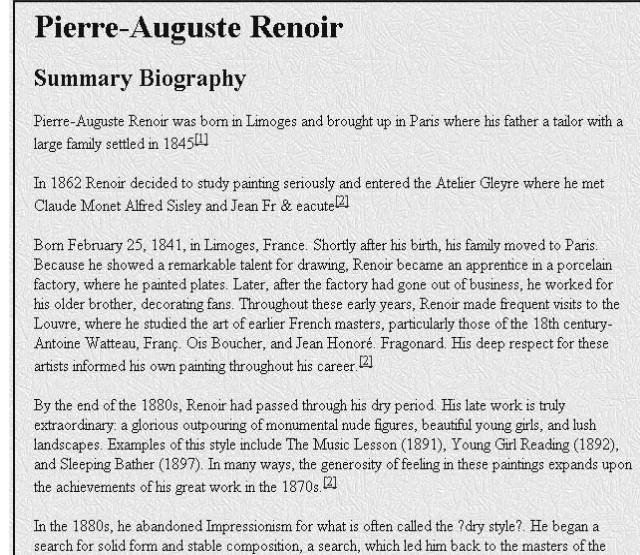 Pierre-Auguste Renoir
Summary Biography
Pierre-Auguste Renoir was born in Limoges and brought up in Paris where his father a tailor with a
large family settled in 1845[1]
In 1862 Renoir decided to study painting seriously and entered the Atelier Gleyre where he met
Claude Monet Alfred Sisley and Jean Fr & eacute[2]
Born February 25, 1841, in Limoges, France. Shortly after his birth, his family moved to Paris.
Because he showed a remarkable talent for drawing, Renoir became an apprentice in a porcelain
factory, where he painted plates. Later, after the factory had gone out of business, he worked for
his older brother, decorating fans. Throughout these early years, Renoir made frequent visits to the
Louvre, where he studied the art of earlier French masters, particularly those of the 18th century-
Antoine Watteau, Franç. Ois Boucher, and Jean Honoré. Fragonard. His deep respect for these
artists informed his own painting throughout his career.[2]
By the end of the 1880s, Renoir had passed through his dry period. His late work is truly
extraordinary: a glorious outpouring of monumental nude figures, beautiful young girls, and lush
landscapes. Examples of this style include The Music Lesson (1891), Young Girl Reading (1892),
and Sleeping Bather (1897). In many ways, the generosity of feeling in these paintings expands upon
the achievements of his great work in the 1870s.[2]
In the 1880s, he abandoned Impressionism for what is often called the ?dry style?. He began a
search for solid form and stable composition, a search, which led him back to the masters of the